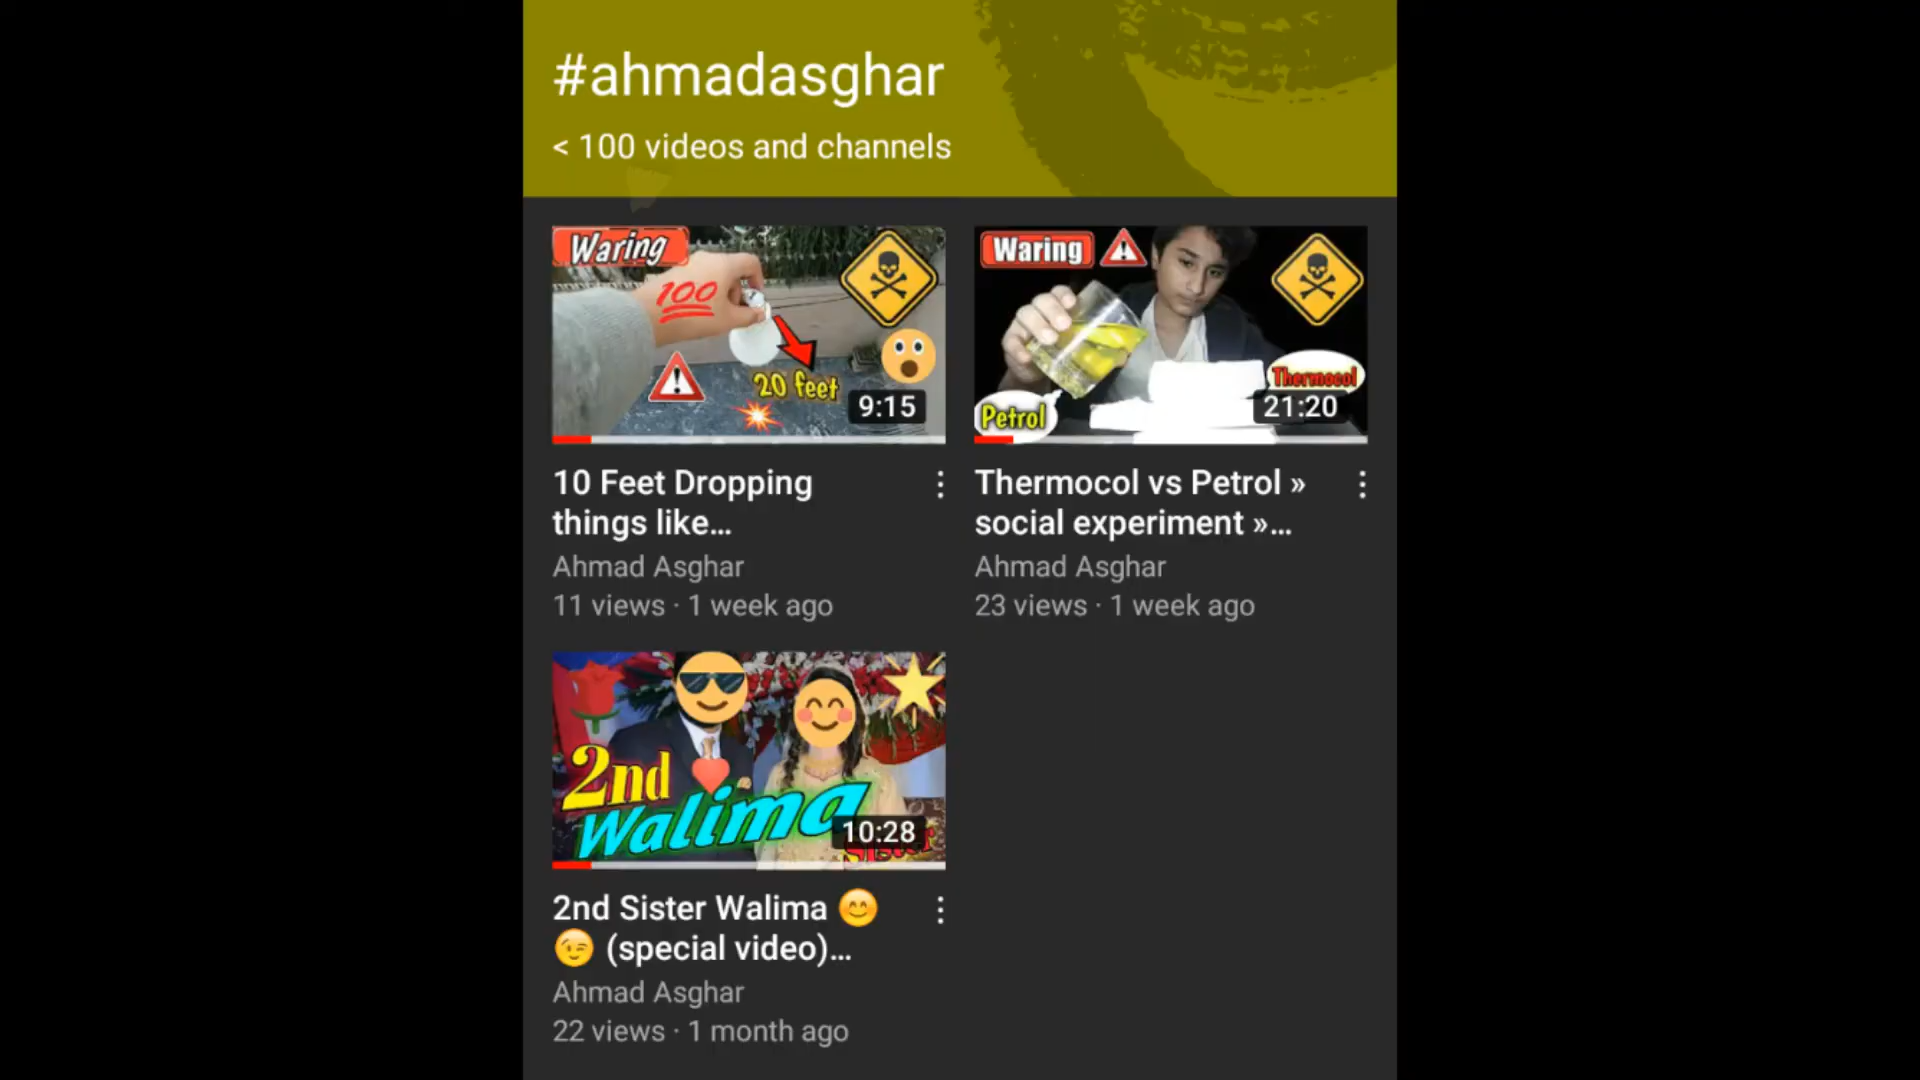 #ahmadasghar
< 100 videos and channels
Waring
100
20 feet
9:15
Waring
Thermocol
21:20
Petrol
10 Feet Dropping
things like...
Ahmad Asghar
11 views · 1 week ago
Thermocol vs Petrol »
social experiment »...
Ahmad Asghar
23 views · 1 week ago
2nd
Walima
10:28
Sister
2nd Sister Walima 😊
😉 (special video)...
Ahmad Asghar
22 views · 1 month ago